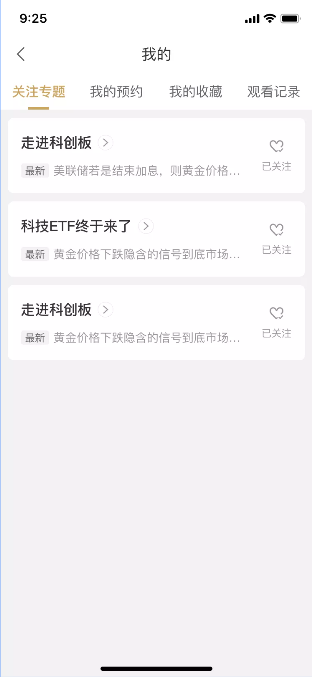 9:25
我的
关注专题 我的预约 我的收藏 观看记录
走进科创板
已关注
最新 美联储若是结束加息，则黄金价格...
科技ETF终于来了
已关注
最新 黄金价格下跌隐含的信号到底市场...
走进科创板
已关注
最新 黄金价格下跌隐含的信号到底市场...